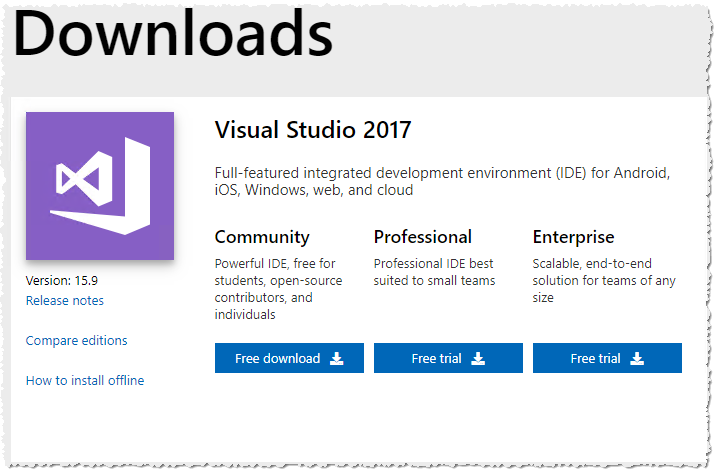 Downloads
Visual Studio 2017
Full-featured integrated development environment (IDE) for Android,
iOS, Windows, web, and cloud
Version: 15.9
Release notes
Compare editions
How to install offline
Community
Powerful IDE, free for
students, open-source
contributors, and
individuals
Free download
Professional
Professional IDE best
suited to small teams
Free trial
Enterprise
Scalable, end-to-end
solution for teams of any
size
Free trial